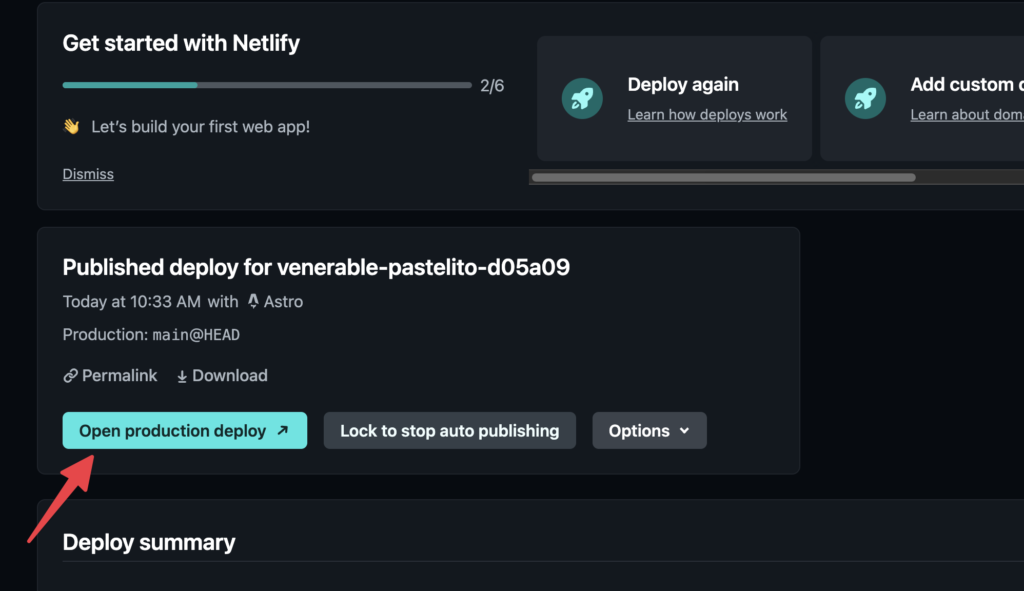 Get started with Netlify
2/6
👋 Let's build your first web app!
Dismiss
Deploy again
Learn how deploys work
Add custom
Learn about
Published deploy for venerable-pastelito-d05a09
Today at 10:33 AM with Astro
Production: main@HEAD
Permalink Download
Open production deploy ↗ Lock to stop auto publishing Options
Deploy summary